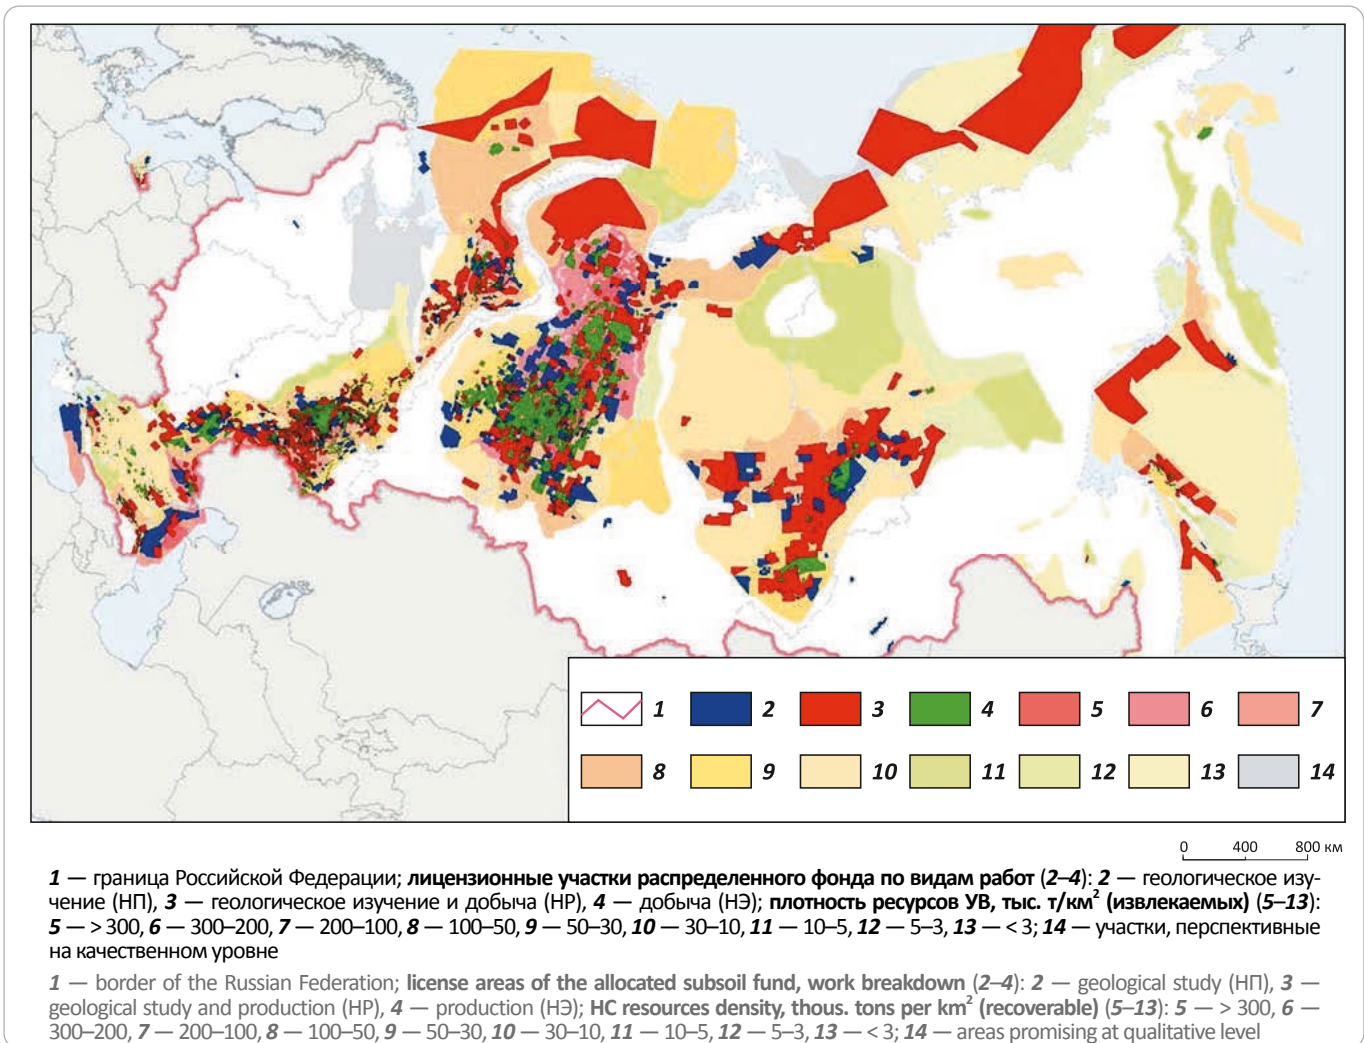 1 2 3 4 5 6 7
8 9 10 11 12 13 14
0 400 800 км
1 — граница Российской Федерации; лицензионные участки распределенного фонда по видам работ (2–4): 2 — геологическое изу-
чение (НП), 3 — геологическое изучение и добыча (НР), 4 — добыча (НЭ); плотность ресурсов УВ, тыс. т/км² (извлекаемых) (5–13):
5 — > 300, 6 — 300–200, 7 — 200–100, 8 — 100–50, 9 — 50–30, 10 — 30–10, 11 — 10–5, 12 — 5–3, 13 — < 3; 14 — участки, перспективные
на качественном уровне
1 — border of the Russian Federation; license areas of the allocated subsoil fund, work breakdown (2–4): 2 — geological study (НП), 3 —
geological study and production (НР), 4 — production (НЭ); HC resources density, thous. tons per km² (recoverable) (5–13): 5 — > 300, 6 —
300–200, 7 — 200–100, 8 — 100–50, 9 — 50–30, 10 — 30–10, 11 — 10–5, 12 — 5–3, 13 — < 3; 14 — areas promising at qualitative level